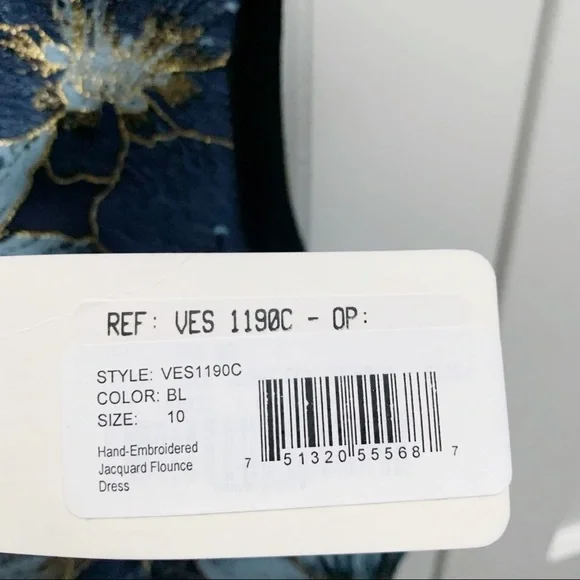 REF: VES 1190C - OP:
STYLE: VES1190C
COLOR: BL
SIZE: 10
Hand-Embroidered
Jacquard Flounce
Dress
7 51320 55568 7